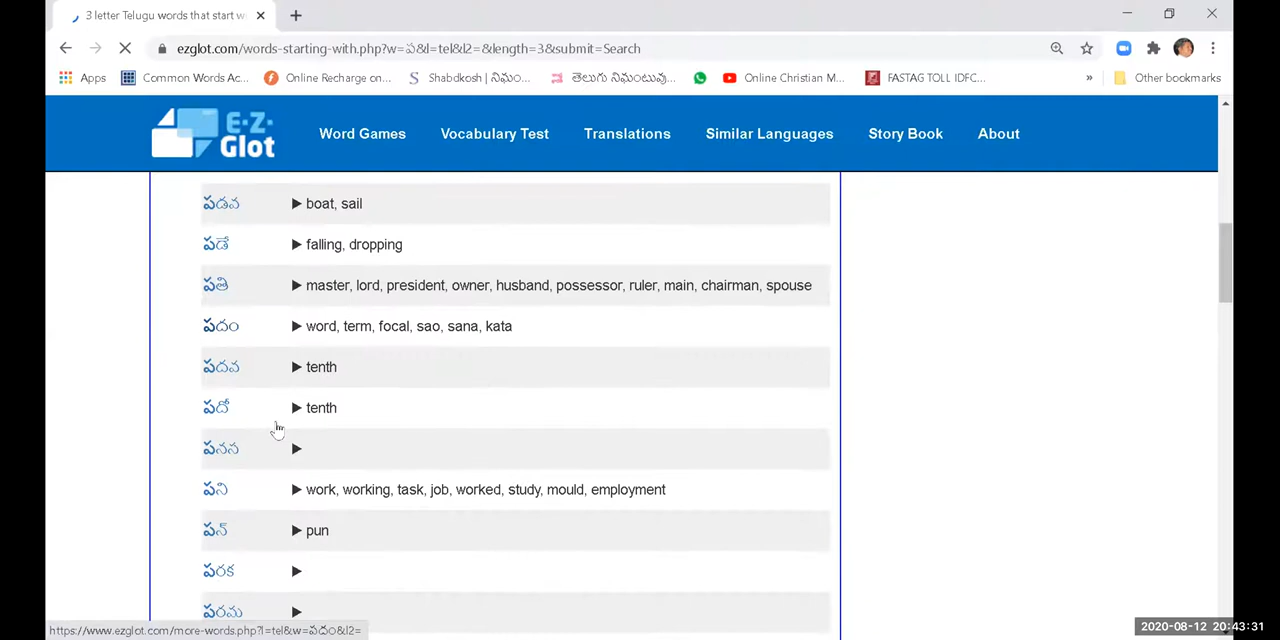 3 letter Telugu words that start w
ezglot.com/words-starting-with.php?w=ప&l=tel&l2=&length=3&submit=Search
Apps Common Words Ac... Online Recharge on... Shabdkosh | నిఘం... తెలుగు నిఘంటువు... Online Christian M... FASTAG TOLL IDFC... » Other bookmarks
E·Z· Glot
Word Games Vocabulary Test Translations Similar Languages Story Book About
పడవ ▶ boat, sail
పడే ▶ falling, dropping
పతి ▶ master, lord, president, owner, husband, possessor, ruler, main, chairman, spouse
పదం ▶ word, term, focal, sao, sana, kata
పదవ ▶ tenth
పదో ▶ tenth
పనస ▶
పని ▶ work, working, task, job, worked, study, mould, employment
పన్ ▶ pun
పరక ▶
పరమ ▶
https://www.ezglot.com/more-words.php?l=tel&w=పదం&l2=
2020-08-12 20:43:31